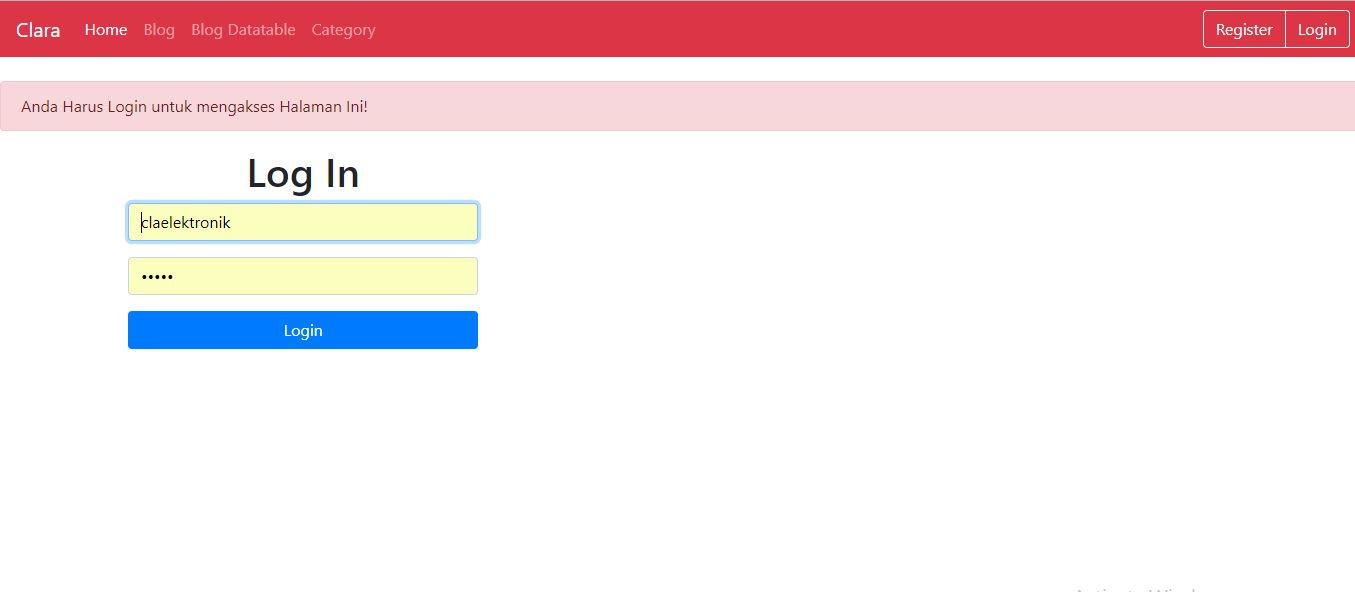 Clara Home Blog Blog Datatable Category Register Login
Anda Harus Login untuk mengakses Halaman Ini!
Log In
claelektronik
•••••
Login